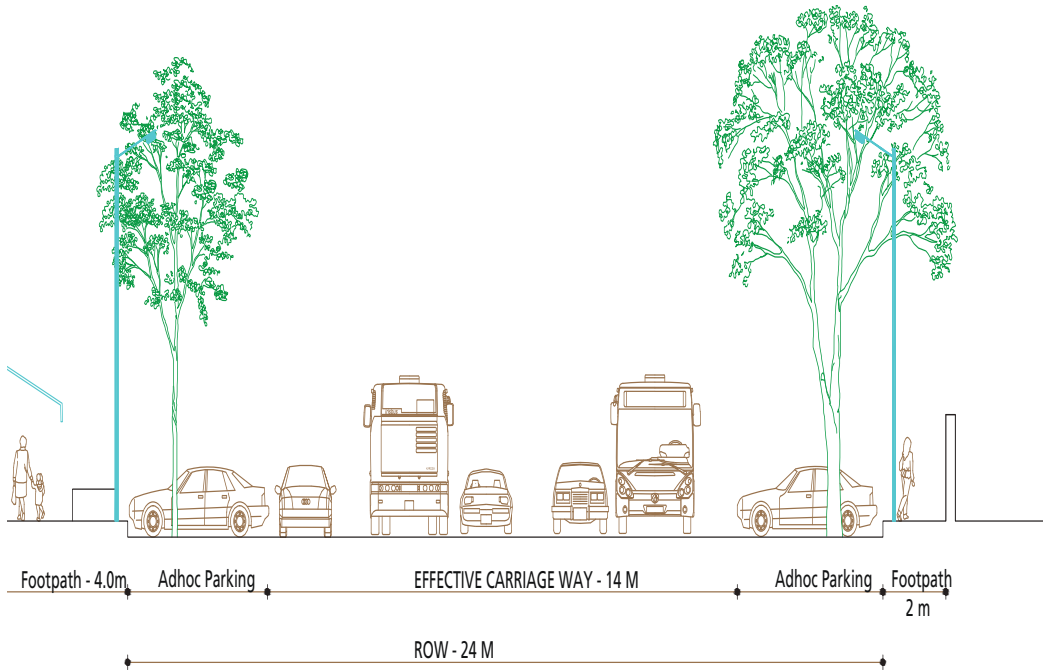 Footpath - 4.0m
Adhoc Parking
EFFECTIVE CARRIAGE WAY - 14 M
Adhoc Parking
Footpath
2 m
ROW - 24 M